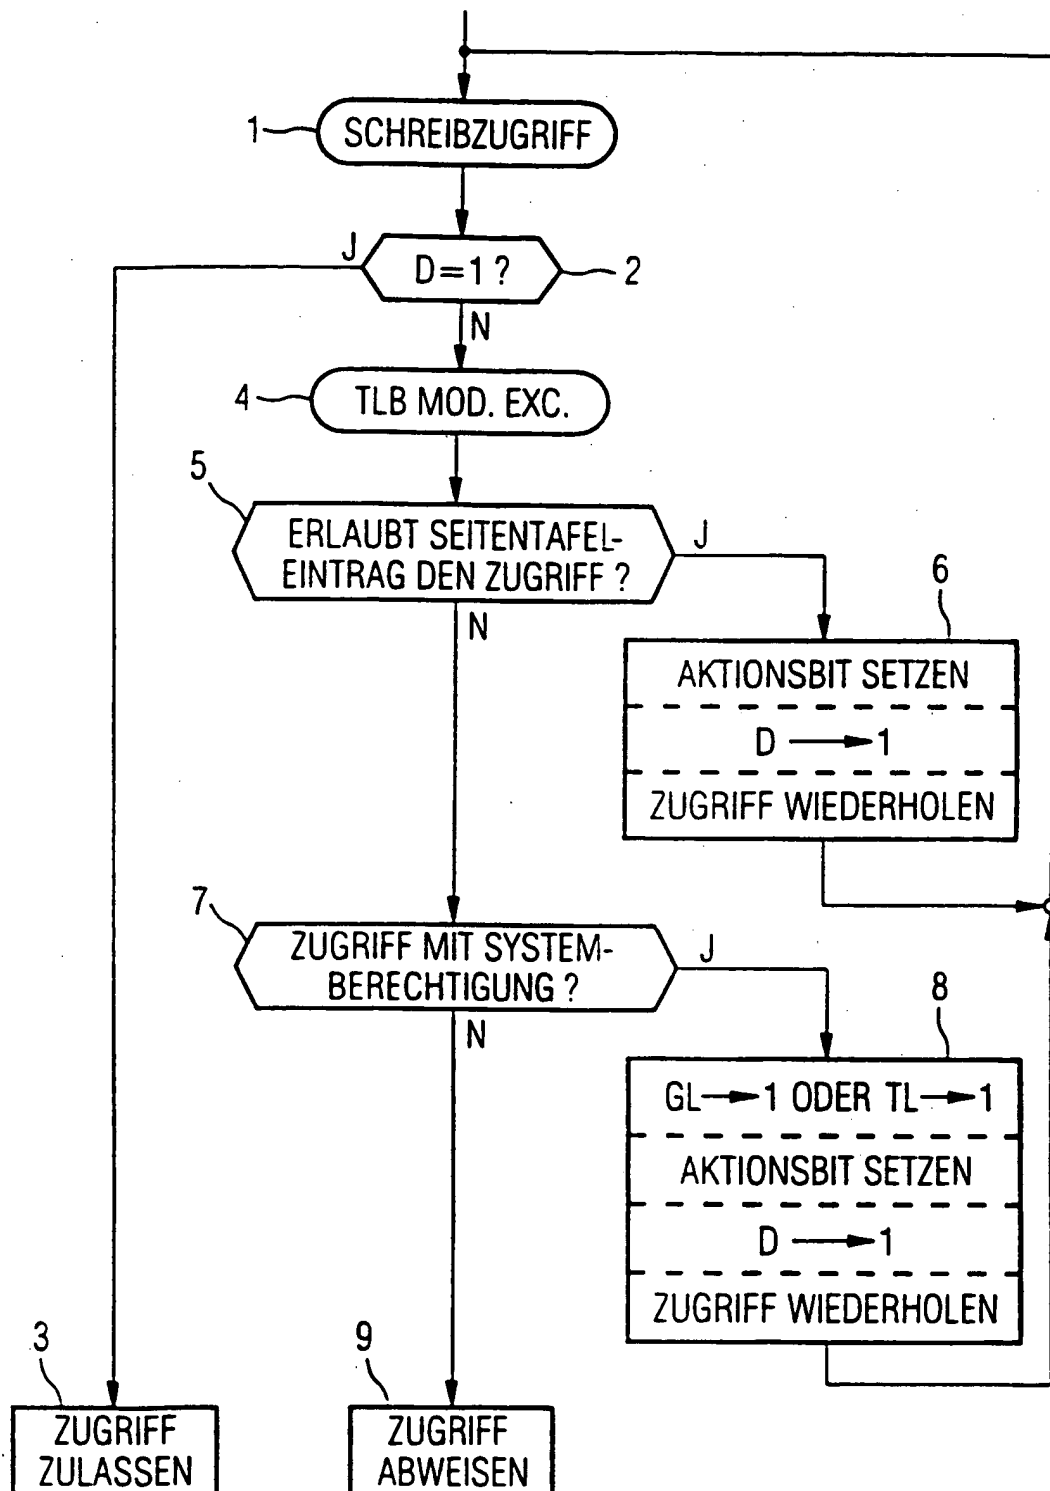 1
SCHREIBZUGRIFF
J
D=1 ?
2
N
4
TLB MOD. EXC.
5
ERLAUBT SEITENTAFEL-
EINTRAG DEN ZUGRIFF ?
J
N
6
AKTIONSBIT SETZEN
D → 1
ZUGRIFF WIEDERHOLEN
7
ZUGRIFF MIT SYSTEM-
BERECHTIGUNG ?
J
N
8
GL→1 ODER TL→1
AKTIONSBIT SETZEN
D → 1
ZUGRIFF WIEDERHOLEN
3
ZUGRIFF
ZULASSEN
9
ZUGRIFF
ABWEISEN